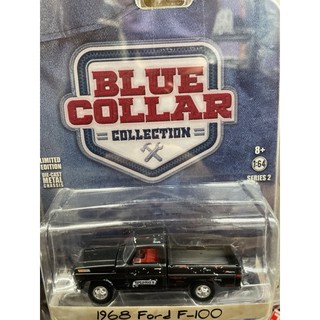 BLUE
COLLAR
COLLECTION
LIMITED
EDITION
DIE-CAST
METAL
CHASSIS
8+
1:64
SERIES 2
1968 Ford F-100